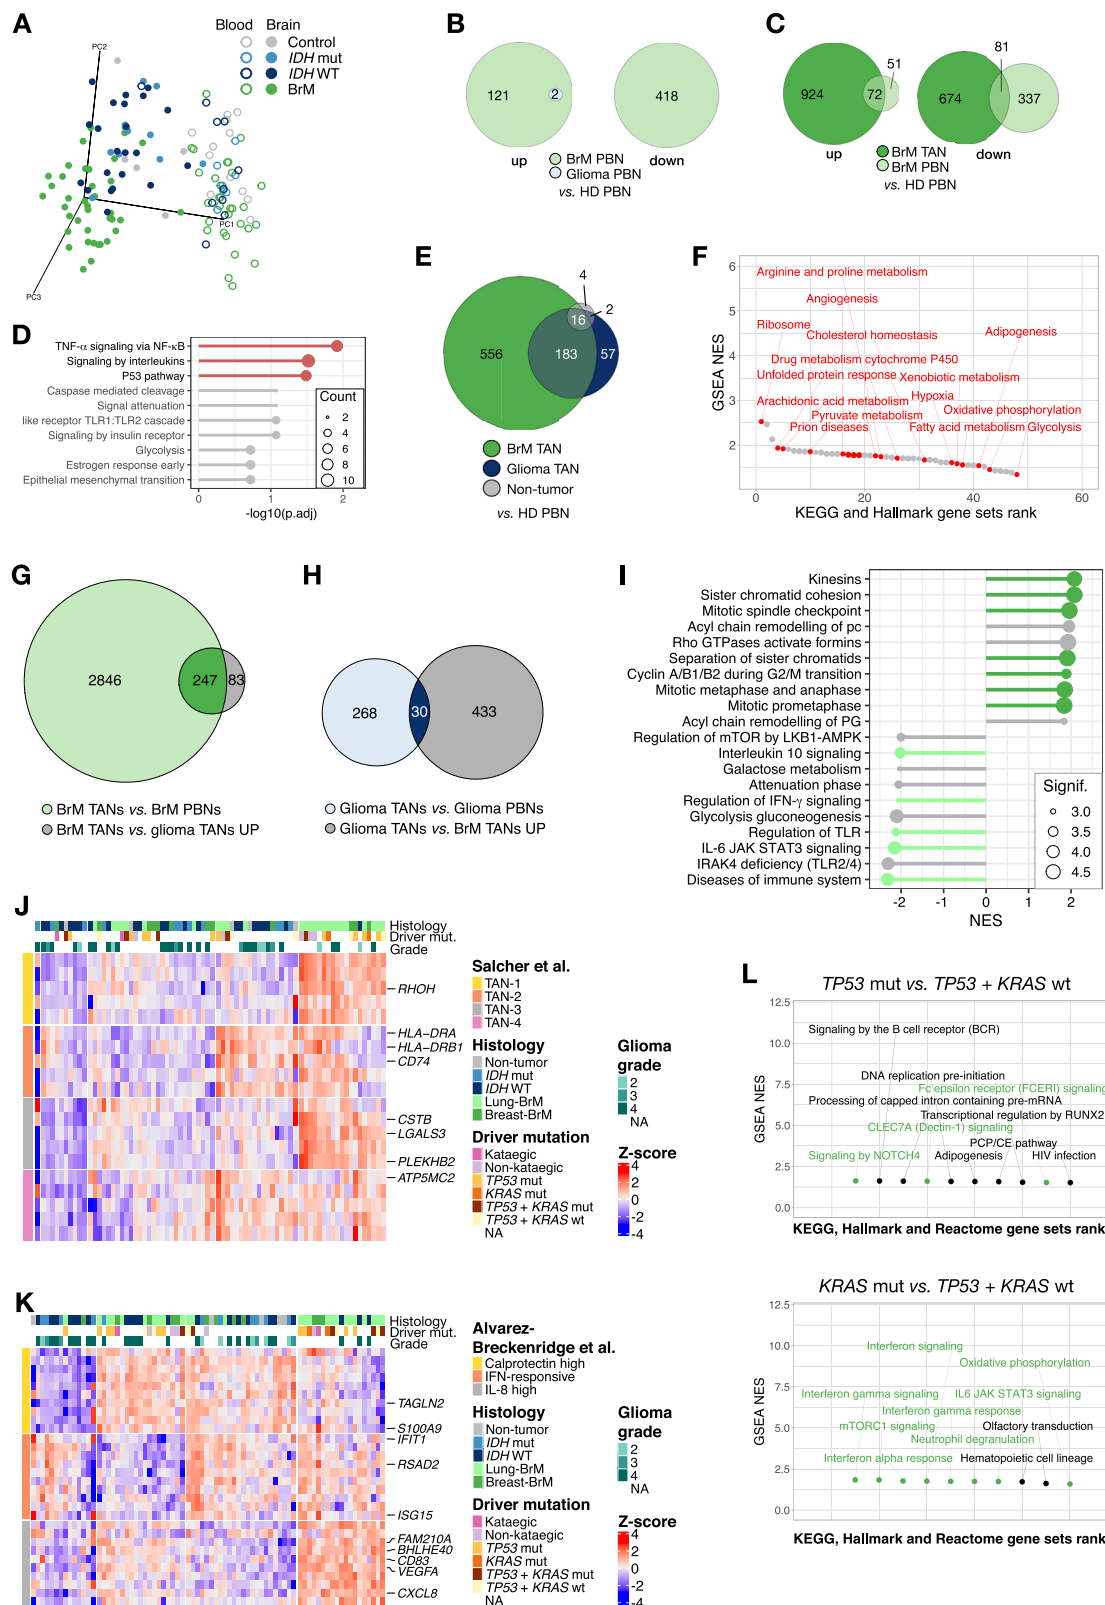 A
Blood Brain
Control
IDH mut
IDH WT
BrM
PC2
PC1
PC3
B
121
2
418
up
down
BrM PBN
Glioma PBN
vs. HD PBN
C
924
72
51
674
81
337
up
down
BrM TAN
BrM PBN
vs. HD PBN
D
TNF-α signaling via NF-κB
Signaling by interleukins
P53 pathway
Caspase mediated cleavage
Signal attenuation
like receptor TLR1:TLR2 cascade
Signaling by insulin receptor
Glycolysis
Estrogen response early
Epithelial mesenchymal transition
Count
2
4
6
8
10
0 1 2
-log10(p.adj)
E
4
2
16
556
183
57
BrM TAN
Glioma TAN
Non-tumor
vs. HD PBN
F
GSEA NES
6
5
4
3
2
Arginine and proline metabolism
Angiogenesis
Ribosome
Cholesterol homeostasis
Adipogenesis
Drug metabolism cytochrome P450
Unfolded protein response
Xenobiotic metabolism
Hypoxia
Arachidonic acid metabolism
Oxidative phosphorylation
Pyruvate metabolism
Prion diseases
Fatty acid metabolism
Glycolysis
0 20 40 60
KEGG and Hallmark gene sets rank
G
2846
247
83
BrM TANs vs. BrM PBNs
BrM TANs vs. glioma TANs UP
H
268
30
433
Glioma TANs vs. Glioma PBNs
Glioma TANs vs. BrM TANs UP
I
Kinesins
Sister chromatid cohesion
Mitotic spindle checkpoint
Acyl chain remodelling of pc
Rho GTPases activate formins
Separation of sister chromatids
Cyclin A/B1/B2 during G2/M transition
Mitotic metaphase and anaphase
Mitotic prometaphase
Acyl chain remodelling of PG
Regulation of mTOR by LKB1-AMPK
Interleukin 10 signaling
Galactose metabolism
Attenuation phase
Regulation of IFN-γ signaling
Glycolysis gluconeogenesis
Regulation of TLR
IL-6 JAK STAT3 signaling
IRAK4 deficiency (TLR2/4)
Diseases of immune system
Signif.
3.0
3.5
4.0
4.5
-2 -1 0 1 2
NES
J
Histology
Driver mut.
Grade
RHOH
HLA-DRA
HLA-DRB1
CD74
CSTB
LGALS3
PLEKHB2
ATP5MC2
Salcher et al.
TAN-1
TAN-2
TAN-3
TAN-4
Histology
Non-tumor
IDH mut
IDH WT
Lung-BrM
Breast-BrM
Driver mutation
Kataegic
Non-kataegic
TP53 mut
KRAS mut
TP53 + KRAS mut
TP53 + KRAS wt
NA
Glioma
grade
2
3
4
NA
Z-score
4
2
0
-2
-4
K
Histology
Driver mut.
Grade
TAGLN2
S100A9
IFIT1
RSAD2
ISG15
FAM210A
BHLHE40
CD83
VEGFA
CXCL8
Alvarez-
Breckenridge et al.
Calprotectin high
IFN-responsive
IL-8 high
Histology
Non-tumor
IDH mut
IDH WT
Lung-BrM
Breast-BrM
Driver mutation
Kataegic
Non-kataegic
TP53 mut
KRAS mut
TP53 + KRAS mut
TP53 + KRAS wt
NA
Glioma
grade
2
3
4
NA
Z-score
4
2
0
-2
-4
L
TP53 mut vs. TP53 + KRAS wt
GSEA NES
12.5
10.0
7.5
5.0
2.5
0.0
Signaling by the B cell receptor (BCR)
DNA replication pre-initiation
Fc epsilon receptor (FCERI) signaling
Processing of capped intron containing pre-mRNA
Transcriptional regulation by RUNX2
CLEC7A (Dectin-1) signaling
PCP/CE pathway
Signaling by NOTCH4
Adipogenesis
HIV infection
KEGG, Hallmark and Reactome gene sets rank
KRAS mut vs. TP53 + KRAS wt
GSEA NES
12.5
10.0
7.5
5.0
2.5
0.0
Interferon signaling
Oxidative phosphorylation
Interferon gamma signaling
IL6 JAK STAT3 signaling
Interferon gamma response
mTORC1 signaling
Olfactory transduction
Neutrophil degranulation
Interferon alpha response
Hematopoietic cell lineage
KEGG, Hallmark and Reactome gene sets rank